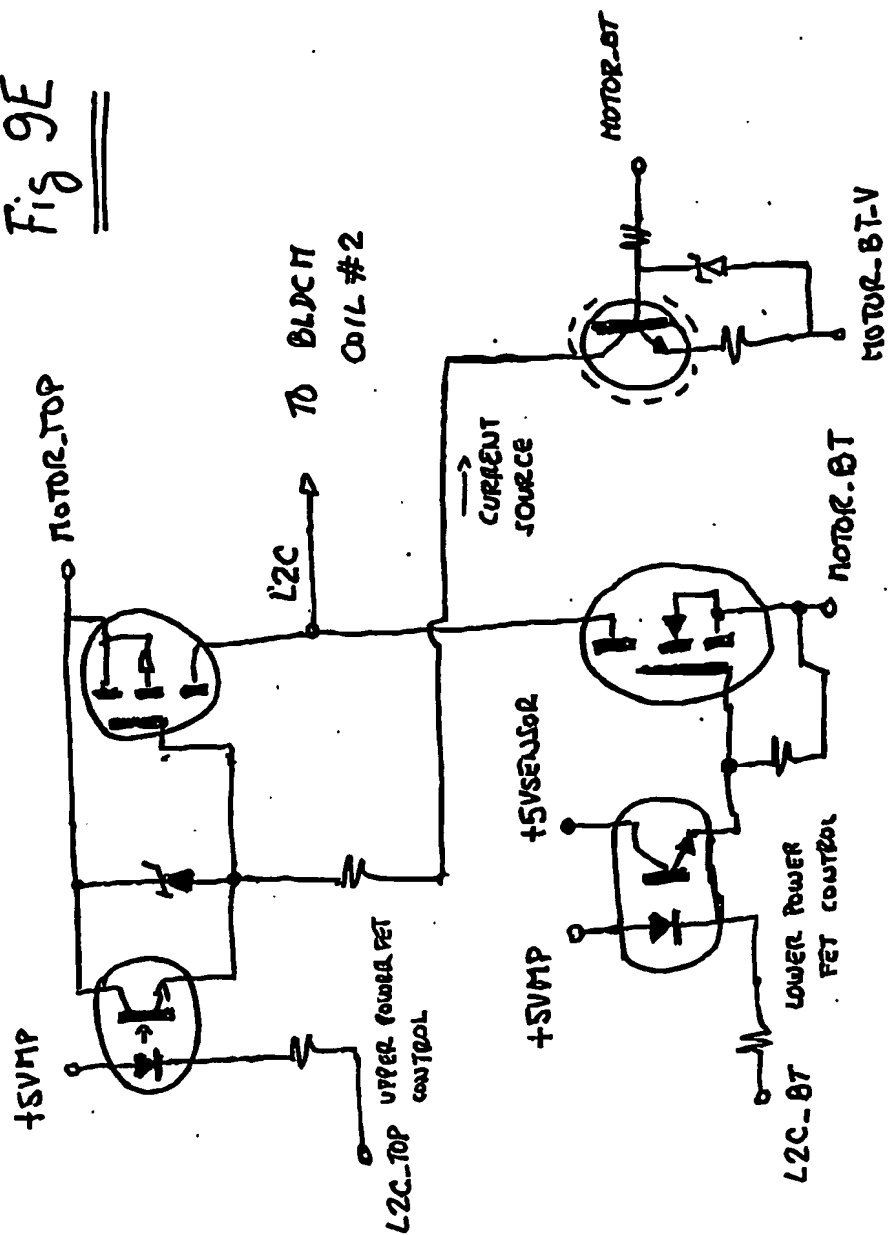 Fig 9E
MOTOR_TOP
+5VMP
L2C
TO BLDCM
COIL #2
L2C_TOP
UPPER POWER FET
CONTROL
CURRENT
SOURCE
MOTOR_BT
MOTOR_BT-V
+5VSENSOR
+5VMP
MOTOR_BT
L2C_BT
LOWER POWER
FET CONTROL